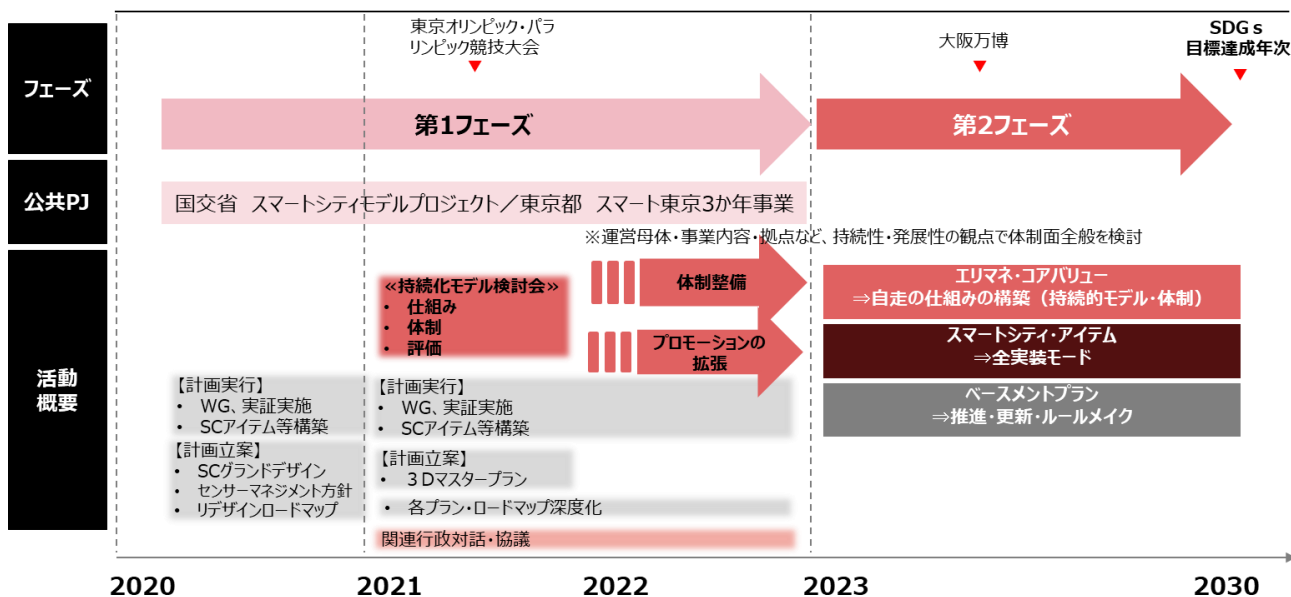 フェーズ
東京オリンピック・パラ
リンピック競技大会
大阪万博
SDGｓ
目標達成年次
第1フェーズ
第2フェーズ
公共PJ
国交省　スマートシティモデルプロジェクト／東京都　スマート東京3か年事業
※運営母体・事業内容・拠点など、持続性・発展性の観点で体制面全般を検討
活動
概要
≪持続化モデル検討会≫
• 仕組み
• 体制
• 評価
体制整備
プロモーションの
拡張
エリマネ・コアバリュー
⇒自走の仕組みの構築（持続的モデル・体制）
スマートシティ・アイテム
⇒全実装モード
ベースメントプラン
⇒推進・更新・ルールメイク
【計画実行】
• WG、実証実施
• SCアイテム等構築
【計画立案】
• SCグランドデザイン
• センサーマネジメント方針
• リデザインロードマップ
【計画実行】
• WG、実証実施
• SCアイテム等構築
【計画立案】
• ３Dマスタープラン
• 各プラン・ロードマップ深度化
関連行政対話・協議
2020
2021
2022
2023
2030